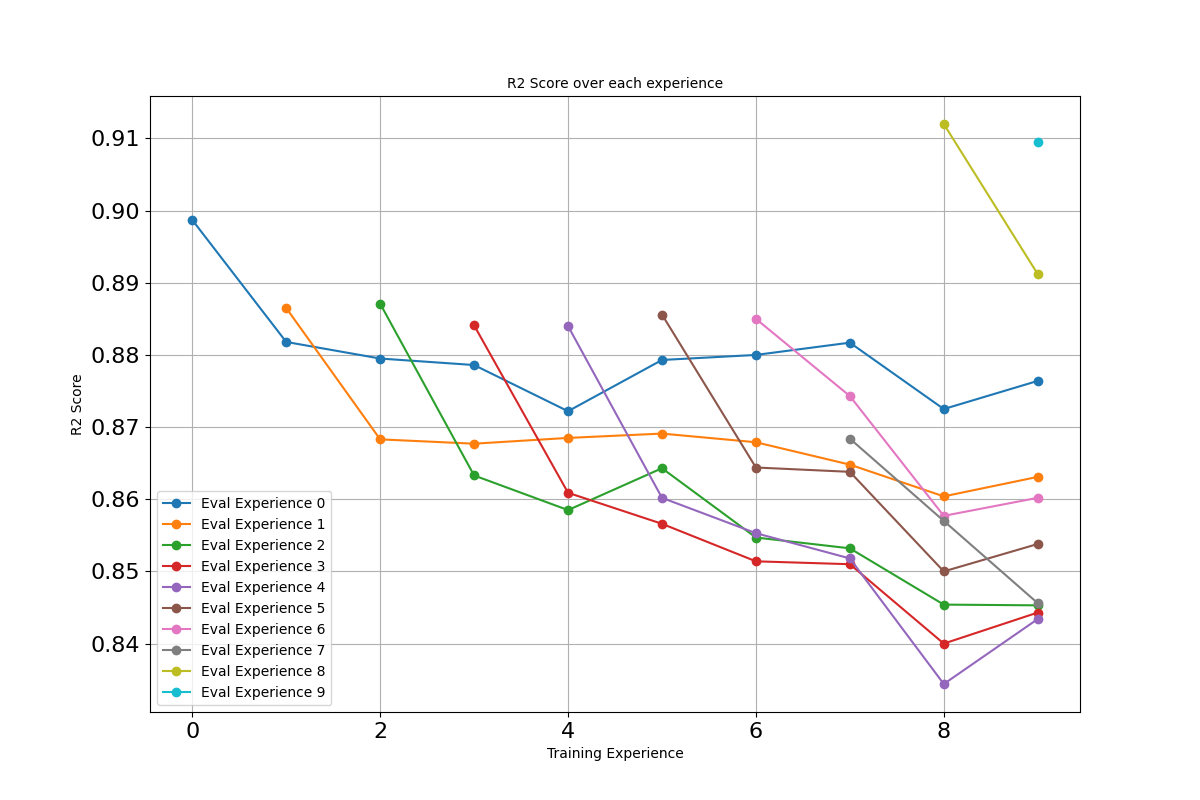 R2 Score over each experience
0.91
0.90
0.89
0.88
0.87
0.86
0.85
0.84
R2 Score
Eval Experience 0
Eval Experience 1
Eval Experience 2
Eval Experience 3
Eval Experience 4
Eval Experience 5
Eval Experience 6
Eval Experience 7
Eval Experience 8
Eval Experience 9
0 2 4 6 8
Training Experience